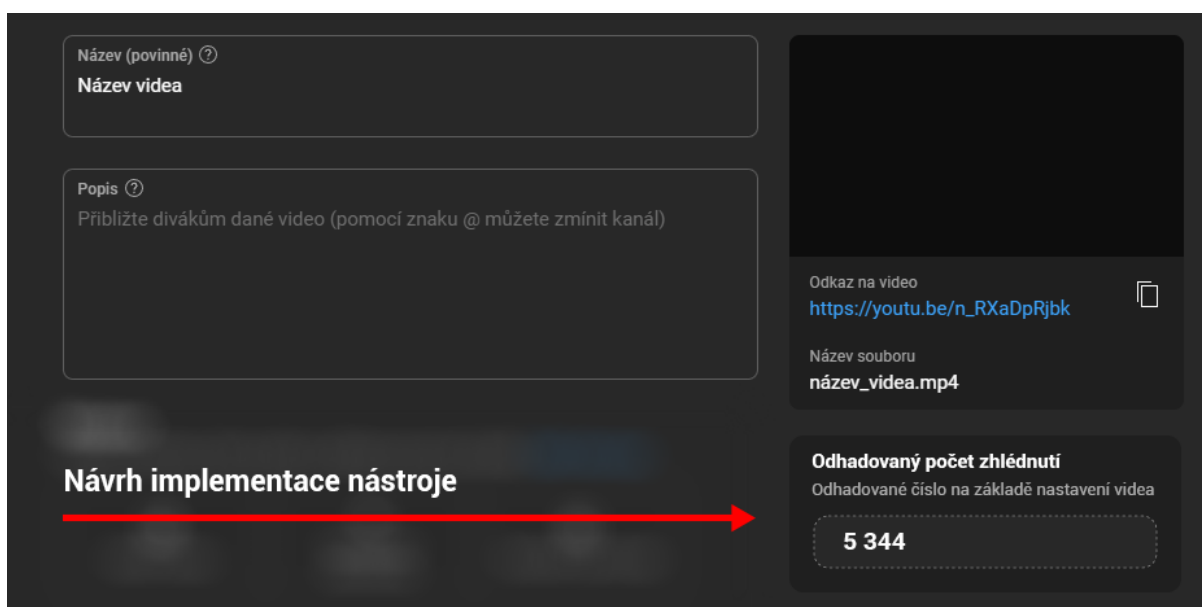 Název (povinné)
Název videa
Popis
Přibližte divákům dané video (pomocí znaku @ můžete zmínit kanál)
Odkaz na video
https://youtu.be/n_RXaDpRjbk
Název souboru
název_videa.mp4
Návrh implementace nástroje
Odhadovaný počet zhlédnutí
Odhadované číslo na základě nastavení videa
5 344